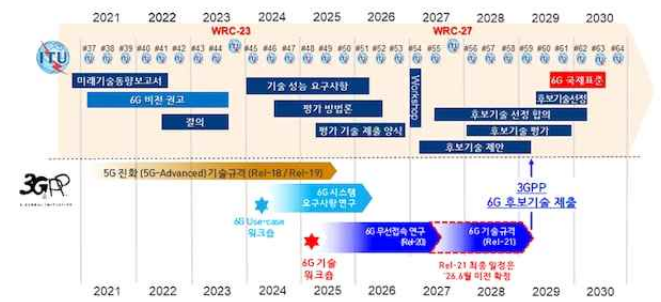 2021 2022 2023 2024 2025 2026 2027 2028 2029 2030
WRC-23 WRC-27
#37 #38 #39 #40 #41 #42 #43 #44 #45 #46 #47 #48 #49 #50 #51 #52 #53 #54 #55 #56 #57 #58 #59 #60 #61 #62 #63 #64
ITU
미래기술동향보고서
6G 비전 권고
결의
기술 성능 요구사항
평가 방법론
평가 기술 제출 양식
Workshop
6G 국제표준
후보기술선정
후보기술 선정 합의
후보기술 평가
후보기술 제안
3GPP
A GLOBAL INITIATIVE
5G 진화 (5G-Advanced) 기술규격 (Rel-18 / Rel-19)
6G 시스템
요구사항 연구
6G Use-case
워크숍
6G 무선접속 연구
(Rel-20)
6G 기술규격
(Rel-21)
6G 기술
워크숍
3GPP
6G 후보기술 제출
Rel-21 최종 일정은
'26.6월 이전 확정
2021 2022 2023 2024 2025 2026 2027 2028 2029 2030